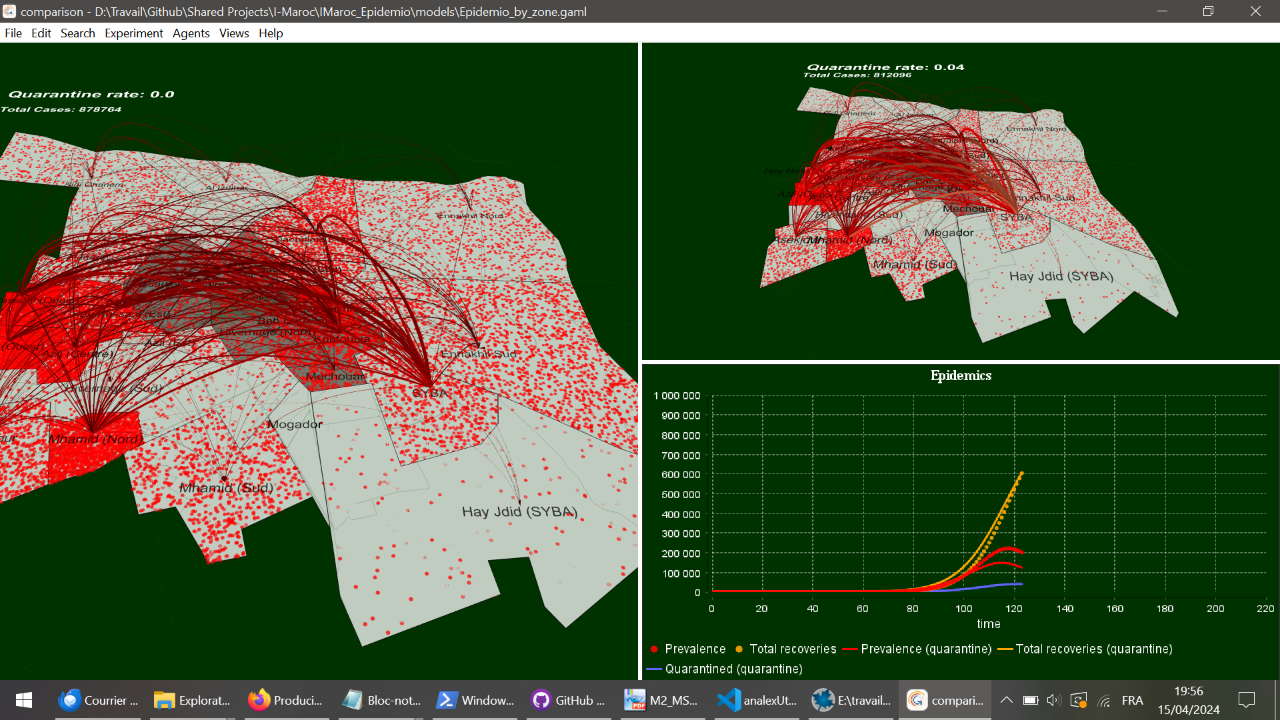 comparison - D:\Travail\Github\Shared Projects\I-Maroc\IMaroc_Epidemio\models\Epidemio_by_zone.gaml
File Edit Search Experiment Agents Views Help
Quarantine rate: 0.0
Total Cases: 878764
Ennakhil Nord
Ennakhil Sud
Mechouar
SYBA
Mogador
Mhamid (Nord)
Mhamid (Sud)
Hay Jdid (SYBA)
Quarantine rate: 0.04
Total Cases: 812096
Ennakhil Nord
Ennakhil Sud
Mechouar
SYBA
Mogador
Mhamid (Nord)
Mhamid (Sud)
Hay Jdid (SYBA)
Epidemics
1 000 000
900 000
800 000
700 000
600 000
500 000
400 000
300 000
200 000
100 000
0
0 20 40 60 80 100 120 140 160 180 200 220
time
Prevalence Total recoveries Prevalence (quarantine) Total recoveries (quarantine)
Quarantined (quarantine)
Courrier ... Explorat... Produci... Bloc-not... Window... GitHub ... M2_MS... analexUt... E:\travail... compari... FRA
19:56
15/04/2024